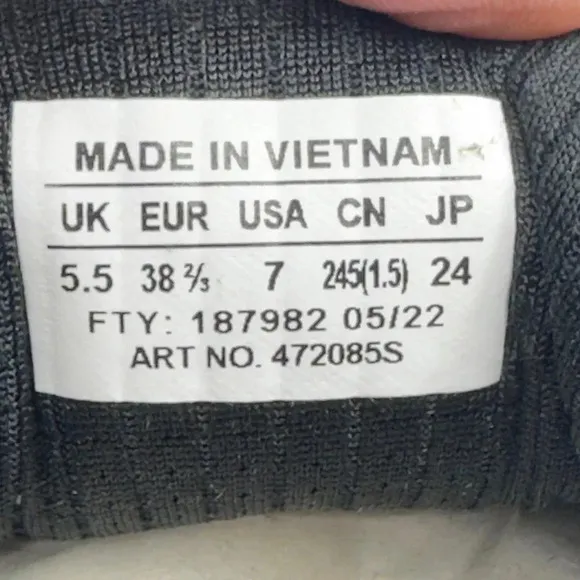 MADE IN VIETNAM
UK EUR USA CN JP
5.5 38 ⅔ 7 245(1.5) 24
FTY: 187982 05/22
ART NO. 472085S